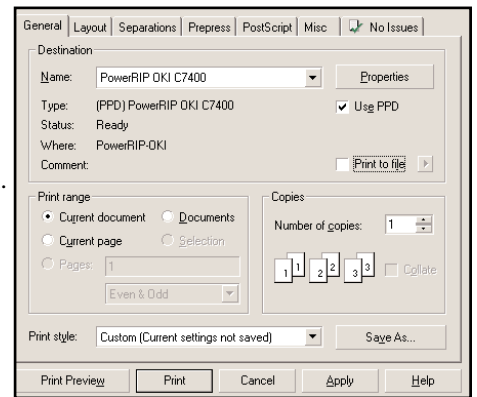 General Layout Separations Prepress PostScript Misc No Issues
Destination
Name: PowerRIP OKI C7400 Properties
Type: (PPD) PowerRIP OKI C7400 Use PPD
Status: Ready
Where: PowerRIP-OKI
Comment: Print to file
Print range Copies
Current document Documents Number of copies: 1
Current page Selection
Pages: 1 1 1 2 2 3 3 Collate
Even & Odd
Print style: Custom (Current settings not saved) Save As...
Print Preview Print Cancel Apply Help